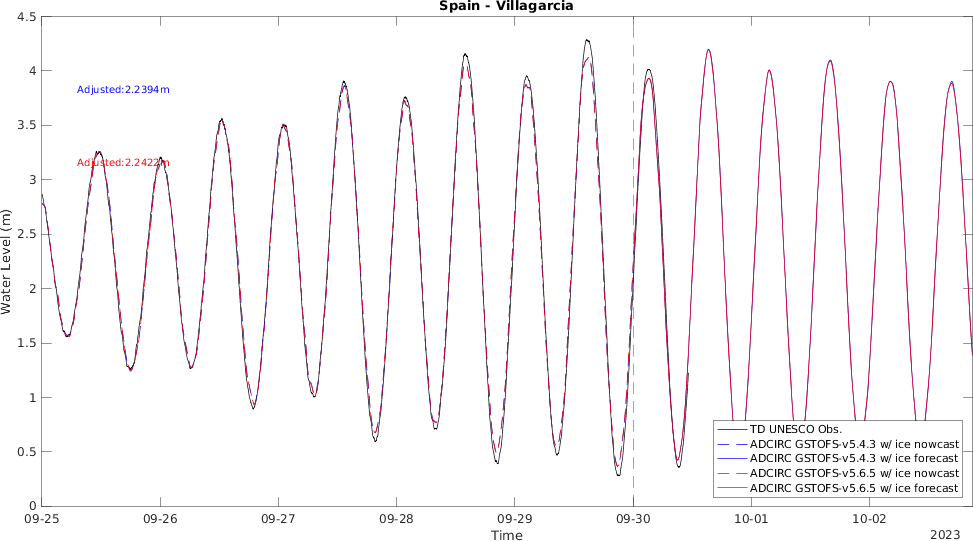 Spain - Villagarcia
4.5
4
3.5
3
2.5
2
1.5
1
0.5
0
Water Level (m)
Adjusted:2.2394m
Adjusted:2.2422m
TD UNESCO Obs.
ADCIRC GSTOFS-v5.4.3 w/ ice nowcast
ADCIRC GSTOFS-v5.4.3 w/ ice forecast
ADCIRC GSTOFS-v5.6.5 w/ ice nowcast
ADCIRC GSTOFS-v5.6.5 w/ ice forecast
09-25 09-26 09-27 09-28 09-29 09-30 10-01 10-02
Time
2023